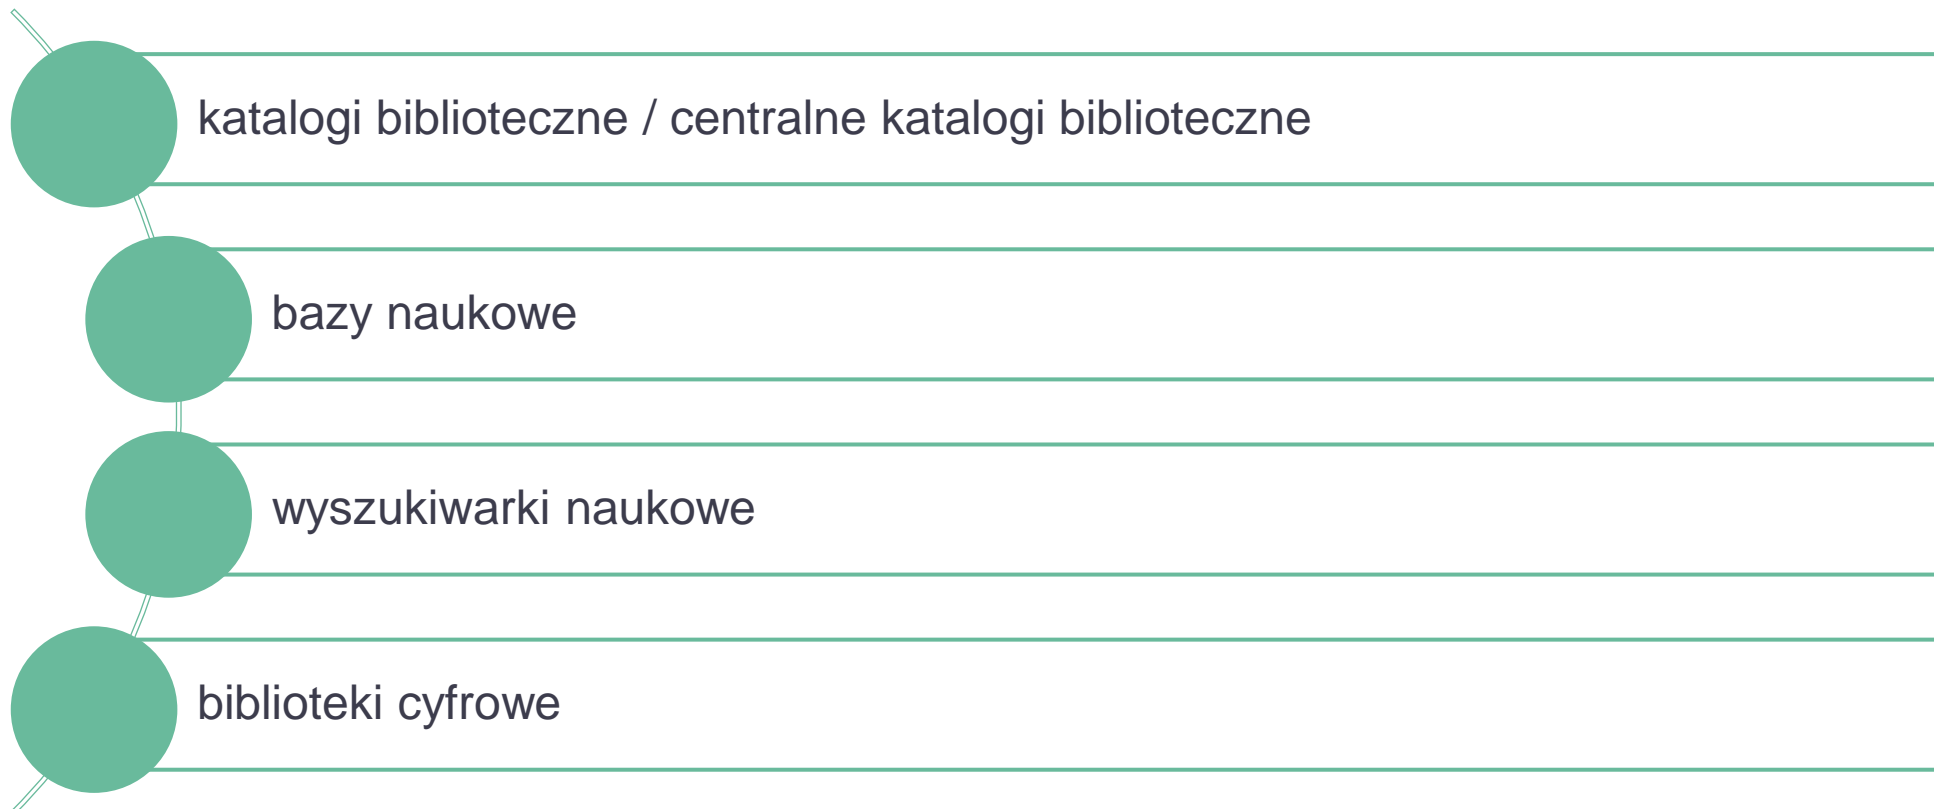 katalogi biblioteczne / centralne katalogi biblioteczne
bazy naukowe
wyszukiwarki naukowe
biblioteki cyfrowe